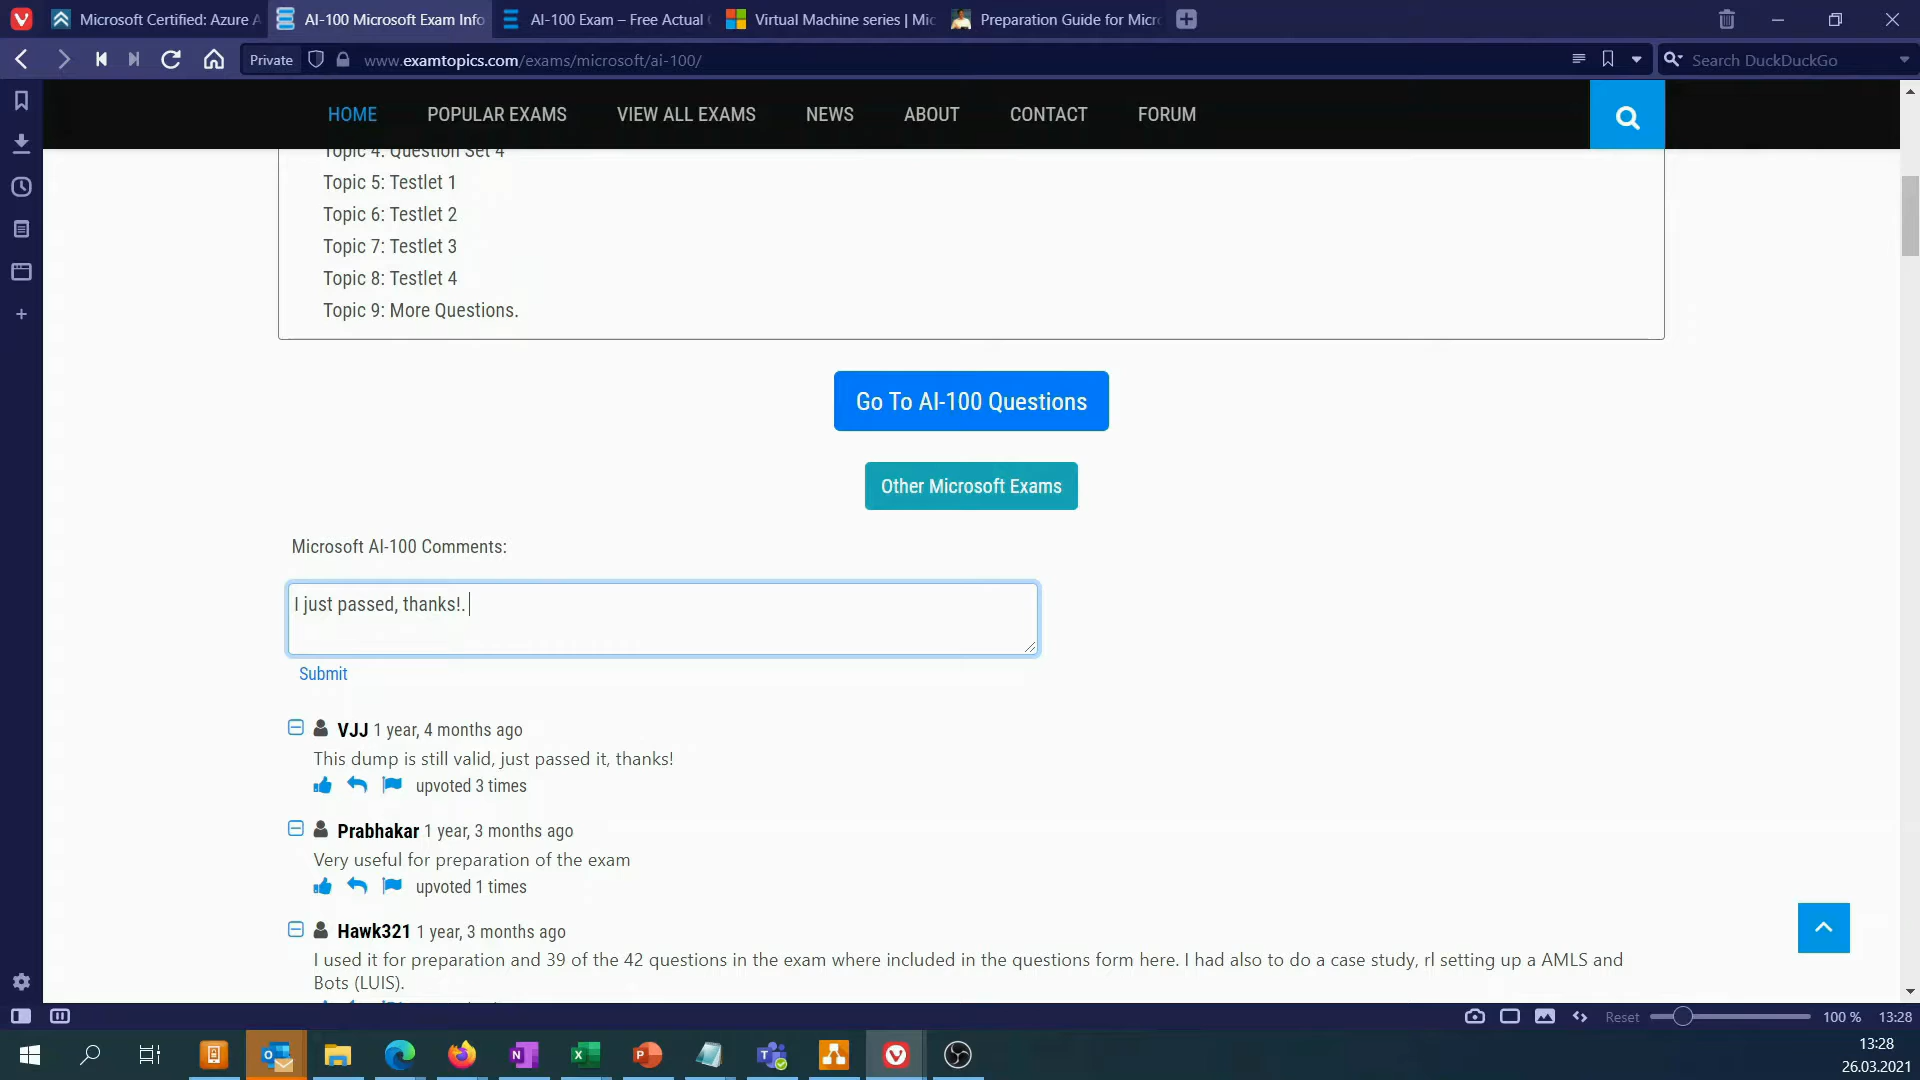 Microsoft Certified: Azure A
AI-100 Microsoft Exam Info
AI-100 Exam – Free Actual
Virtual Machine series | Mic
Preparation Guide for Micro
Private
www.examtopics.com/exams/microsoft/ai-100/
Search DuckDuckGo
HOME
POPULAR EXAMS
VIEW ALL EXAMS
NEWS
ABOUT
CONTACT
FORUM
Topic 4: Question Set 4
Topic 5: Testlet 1
Topic 6: Testlet 2
Topic 7: Testlet 3
Topic 8: Testlet 4
Topic 9: More Questions.
Go To AI-100 Questions
Other Microsoft Exams
Microsoft AI-100 Comments:
I just passed, thanks!.
Submit
VJJ 1 year, 4 months ago
This dump is still valid, just passed it, thanks!
upvoted 3 times
Prabhakar 1 year, 3 months ago
Very useful for preparation of the exam
upvoted 1 times
Hawk321 1 year, 3 months ago
I used it for preparation and 39 of the 42 questions in the exam where included in the questions form here. I had also to do a case study, rl setting up a AMLS and
Bots (LUIS).
Reset
100 %
13:28
13:28
26.03.2021